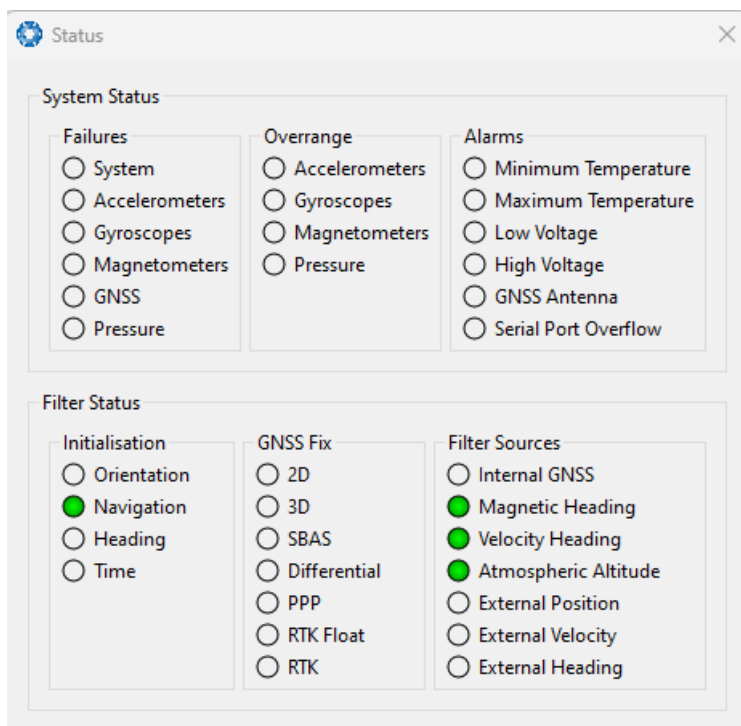 Status
System Status
Failures
System
Accelerometers
Gyroscopes
Magnetometers
GNSS
Pressure
Overrange
Accelerometers
Gyroscopes
Magnetometers
Pressure
Alarms
Minimum Temperature
Maximum Temperature
Low Voltage
High Voltage
GNSS Antenna
Serial Port Overflow
Filter Status
Initialisation
Orientation
Navigation
Heading
Time
GNSS Fix
2D
3D
SBAS
Differential
PPP
RTK Float
RTK
Filter Sources
Internal GNSS
Magnetic Heading
Velocity Heading
Atmospheric Altitude
External Position
External Velocity
External Heading